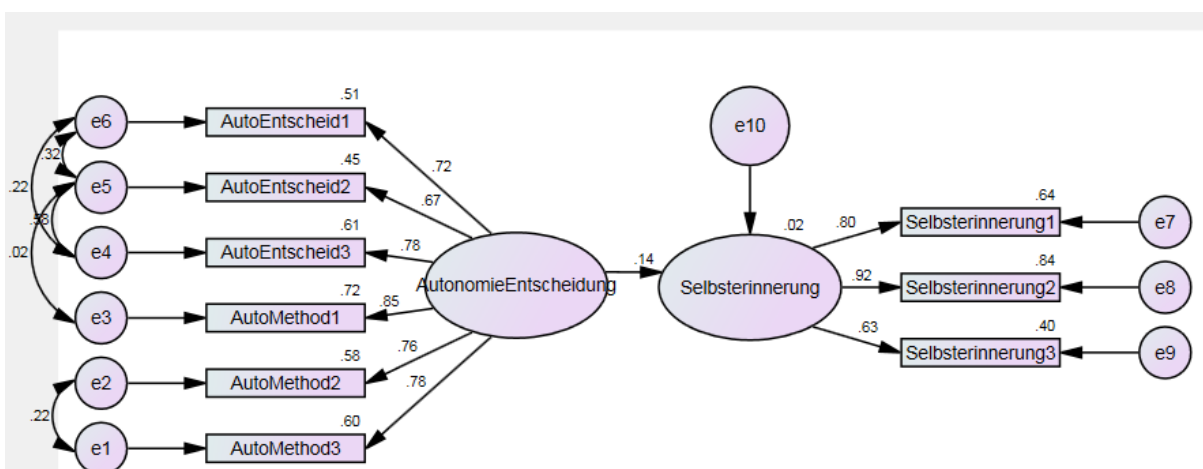 .51
e6
AutoEntscheid1
.32
.72
.45
.22
e5
AutoEntscheid2
.67
e10
.58
.61
.64
.02
e4
AutoEntscheid3
.78
.02
.80
Selbsterinnerung1
e7
.72
.14
.84
e3
AutoMethod1
.85
AutonomieEntscheidung
Selbsterinnerung
.92
Selbsterinnerung2
e8
.58
.76
.63
.40
e2
AutoMethod2
.78
Selbsterinnerung3
e9
.22
.60
e1
AutoMethod3